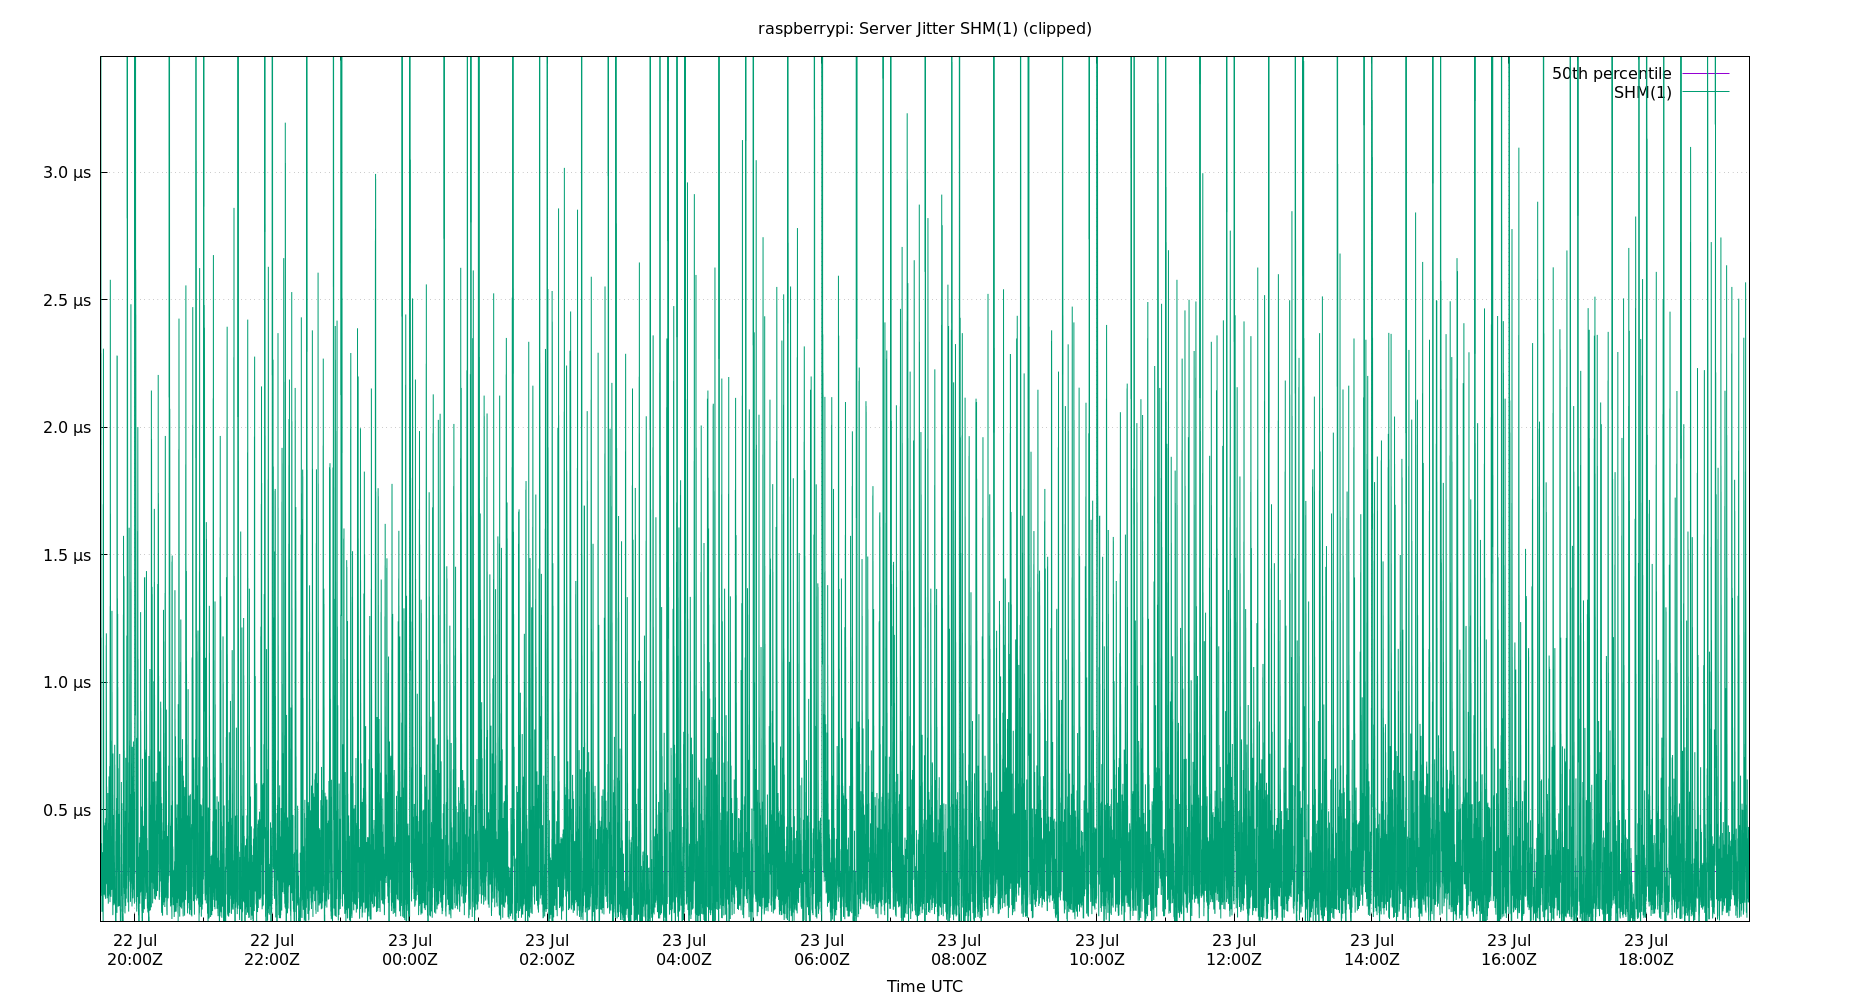 raspberrypi: Server Jitter SHM(1) (clipped)
50th percentile
SHM(1)
3.0 µs
2.5 µs
2.0 µs
1.5 µs
1.0 µs
0.5 µs
22 Jul 22 Jul 23 Jul 23 Jul 23 Jul 23 Jul 23 Jul 23 Jul 23 Jul 23 Jul 23 Jul 23 Jul
20:00Z 22:00Z 00:00Z 02:00Z 04:00Z 06:00Z 08:00Z 10:00Z 12:00Z 14:00Z 16:00Z 18:00Z
Time UTC